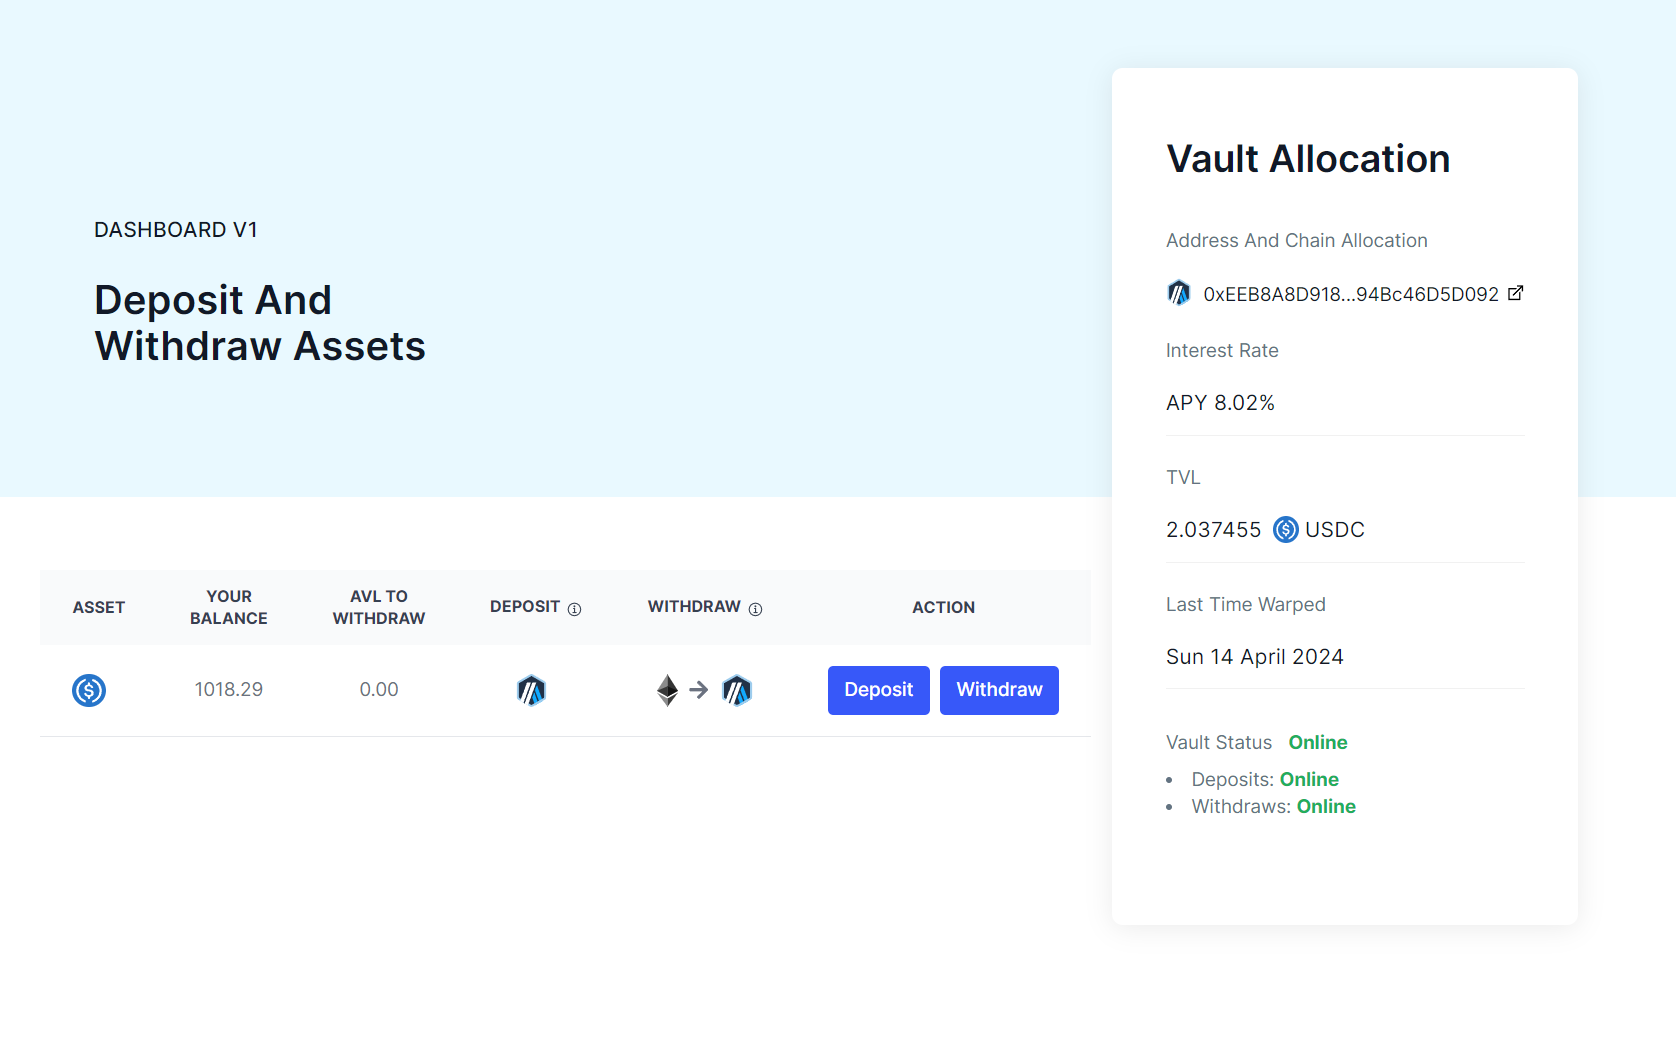 DASHBOARD V1
Deposit And
Withdraw Assets
ASSET
YOUR
BALANCE
AVL TO
WITHDRAW
DEPOSIT
WITHDRAW
ACTION
1018.29
0.00
Deposit
Withdraw
Vault Allocation
Address And Chain Allocation
0xEEB8A8D918...94Bc46D5D092
Interest Rate
APY 8.02%
TVL
2.037455 USDC
Last Time Warped
Sun 14 April 2024
Vault Status Online
• Deposits: Online
• Withdraws: Online